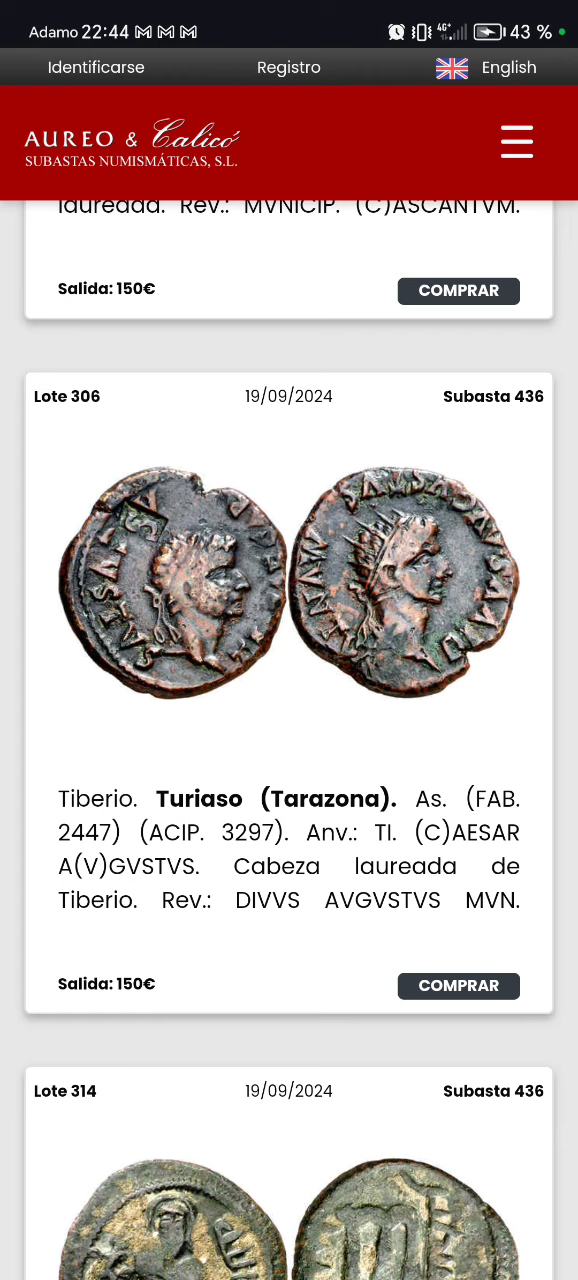 Adamo 22:44
4G+ 43 %
Identificarse Registro English
AUREO & Calicó
SUBASTAS NUMISMÁTICAS, S.L.
laureada. Rev.: MVNICIP. (C)ASCANTVM.
Salida: 150€ COMPRAR
Lote 306 19/09/2024 Subasta 436
Tiberio. Turiaso (Tarazona). As. (FAB.
2447) (ACIP. 3297). Anv.: TI. (C)AESAR
A(V)GVSTVS. Cabeza laureada de
Tiberio. Rev.: DIVVS AVGVSTVS MVN.
Salida: 150€ COMPRAR
Lote 314 19/09/2024 Subasta 436